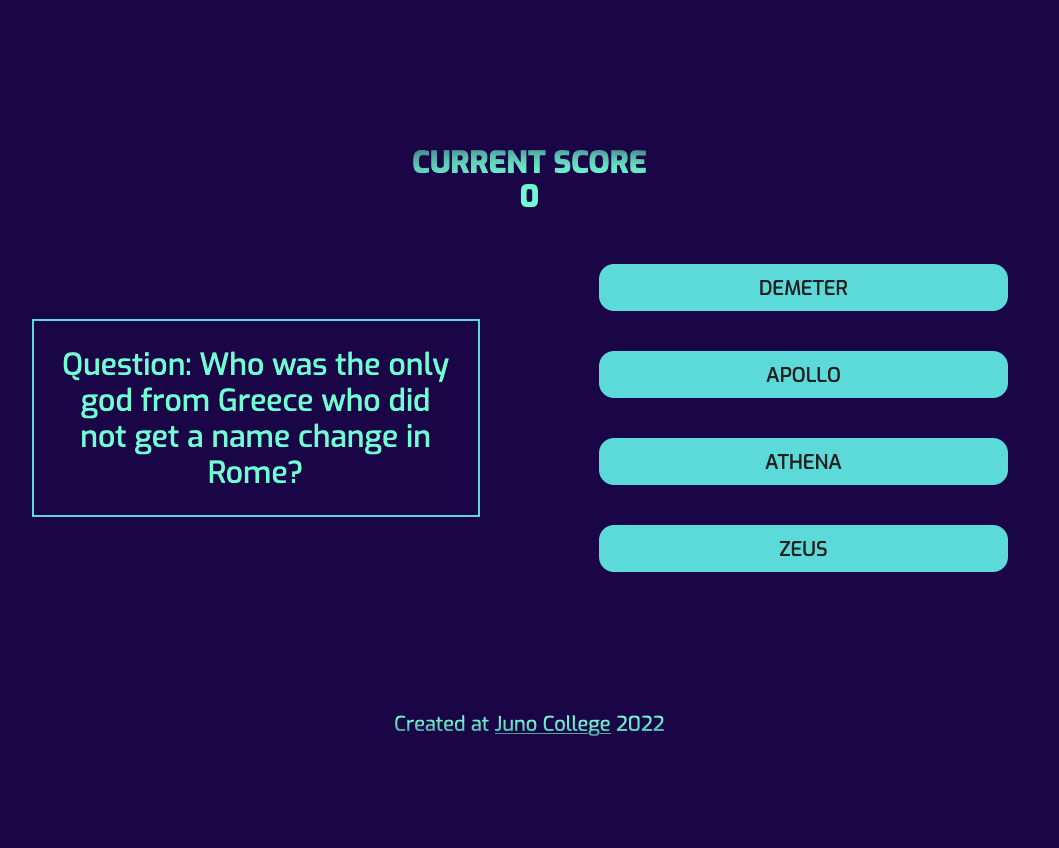 CURRENT SCORE
0
Question: Who was the only
god from Greece who did
not get a name change in
Rome?
DEMETER
APOLLO
ATHENA
ZEUS
Created at Juno College 2022